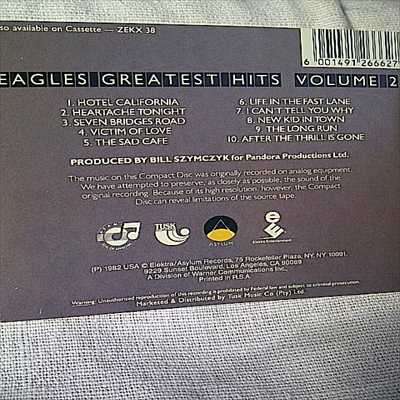 so available on Cassette — ZEKX 38
6 001491 266627
EAGLES GREATEST HITS VOLUME 2
1. HOTEL CALIFORNIA
2. HEARTACHE TONIGHT
3. SEVEN BRIDGES ROAD
4. VICTIM OF LOVE
5. THE SAD CAFE
6. LIFE IN THE FAST LANE
7. I CAN'T TELL YOU WHY
8. NEW KID IN TOWN
9. THE LONG RUN
10. AFTER THE THRILL IS GONE
PRODUCED BY BILL SZYMCZYK for Pandora Productions Ltd.
The music on this Compact Disc was originally recorded on analog equipment.
We have attempted to preserve, as closely as possible, the sound of the
original recording. Because of its high resolution, however, the Compact
Disc can reveal limitations of the source tape.
TUSK
ASYLUM
Elektra Entertainment
(P) 1982 USA © Elektra/Asylum Records, 75 Rockefeller Plaza, NY, NY 10091,
9229 Sunset Boulevard, Los Angeles, CA 90069
A Division of Warner Communications Inc.
Printed in R.S.A.
Warning: Unauthorised reproduction of this recording is prohibited by Federal law and subject to criminal prosecution.
Marketed & Distributed by Tusk Music Co (Pty) Ltd.